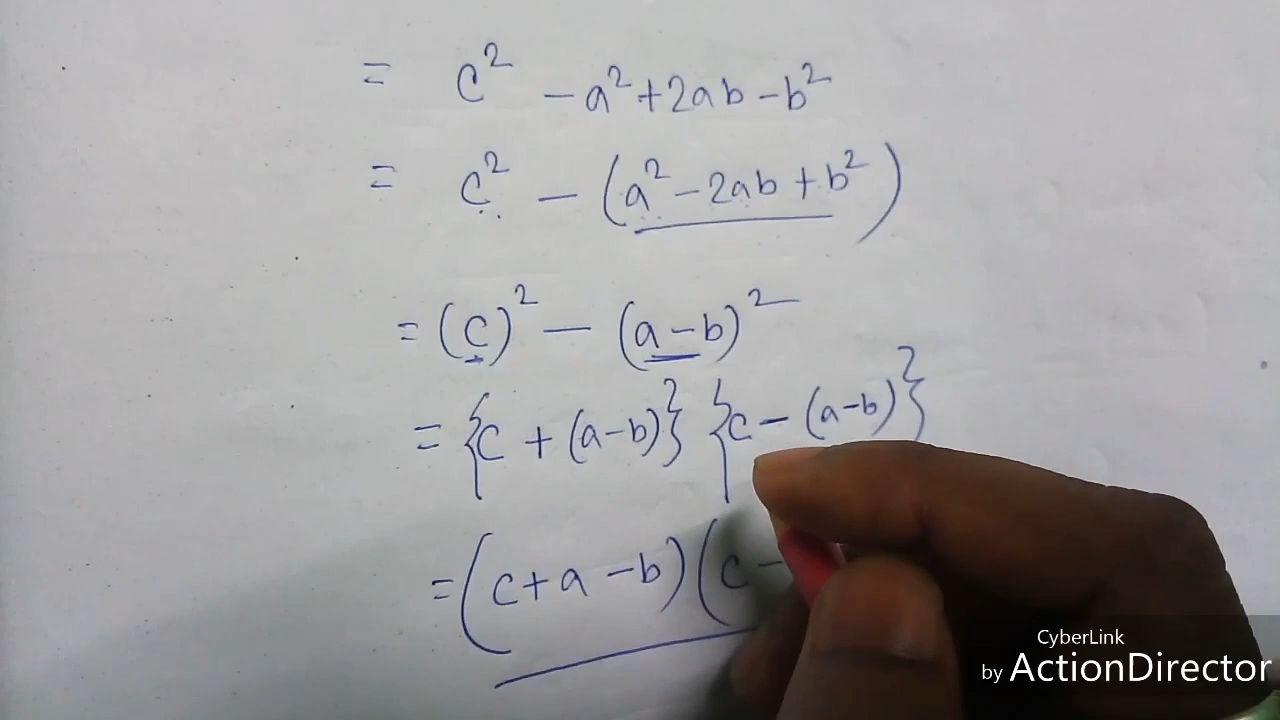 = c² - a² + 2ab - b²
= c² - (a² - 2ab + b²)
= (c)² - (a - b)²
= {c + (a-b)} {c - (a-b)}
= (c + a - b) (c -
CyberLink
by ActionDirector